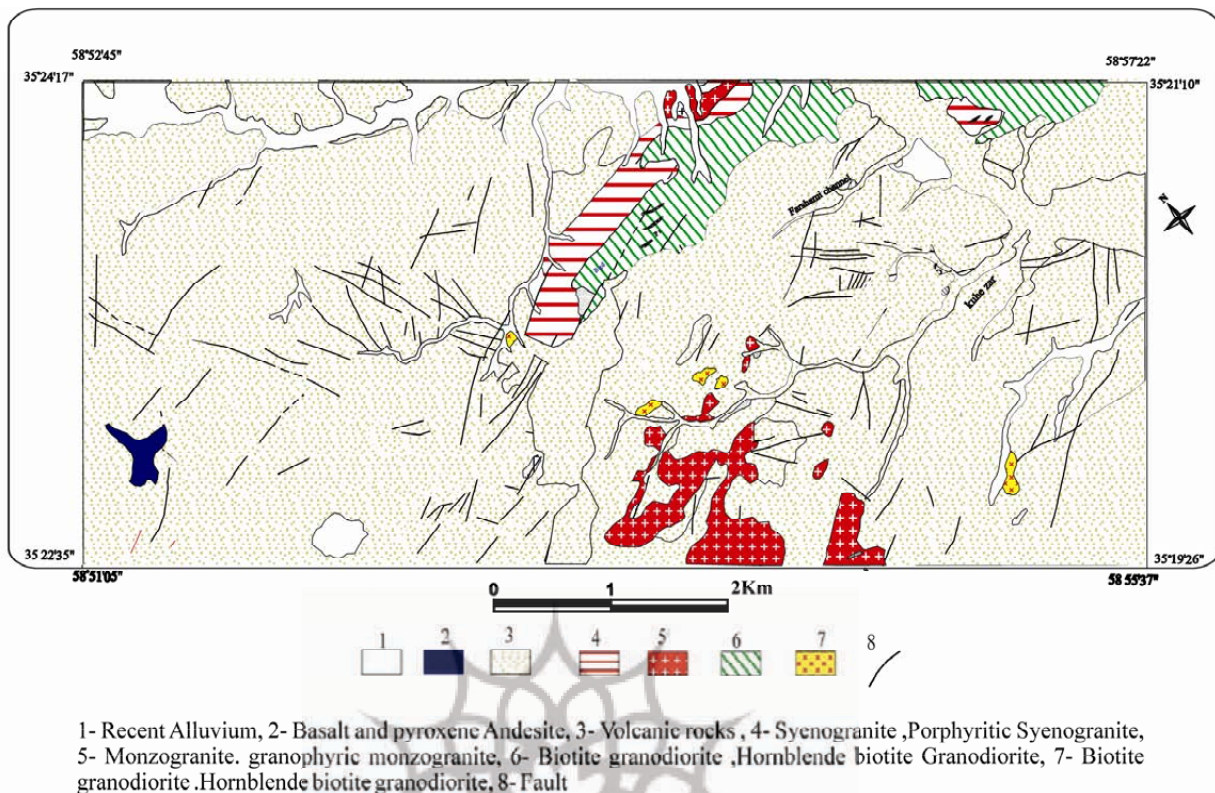 58°52'45"
58°57'22"
35°24'17"
35°21'10"
N
Farahami channel
kuhe zar
35 22'35"
35°19'26"
58°51'05"
58 55'37"
0 1 2Km
1 2 3 4 5 6 7 8
1- Recent Alluvium, 2- Basalt and pyroxene Andesite, 3- Volcanic rocks , 4- Syenogranite ,Porphyritic Syenogranite,
5- Monzogranite. granophyric monzogranite, 6- Biotite granodiorite ,Hornblende biotite Granodiorite, 7- Biotite
granodiorite .Hornblende biotite granodiorite, 8- Fault